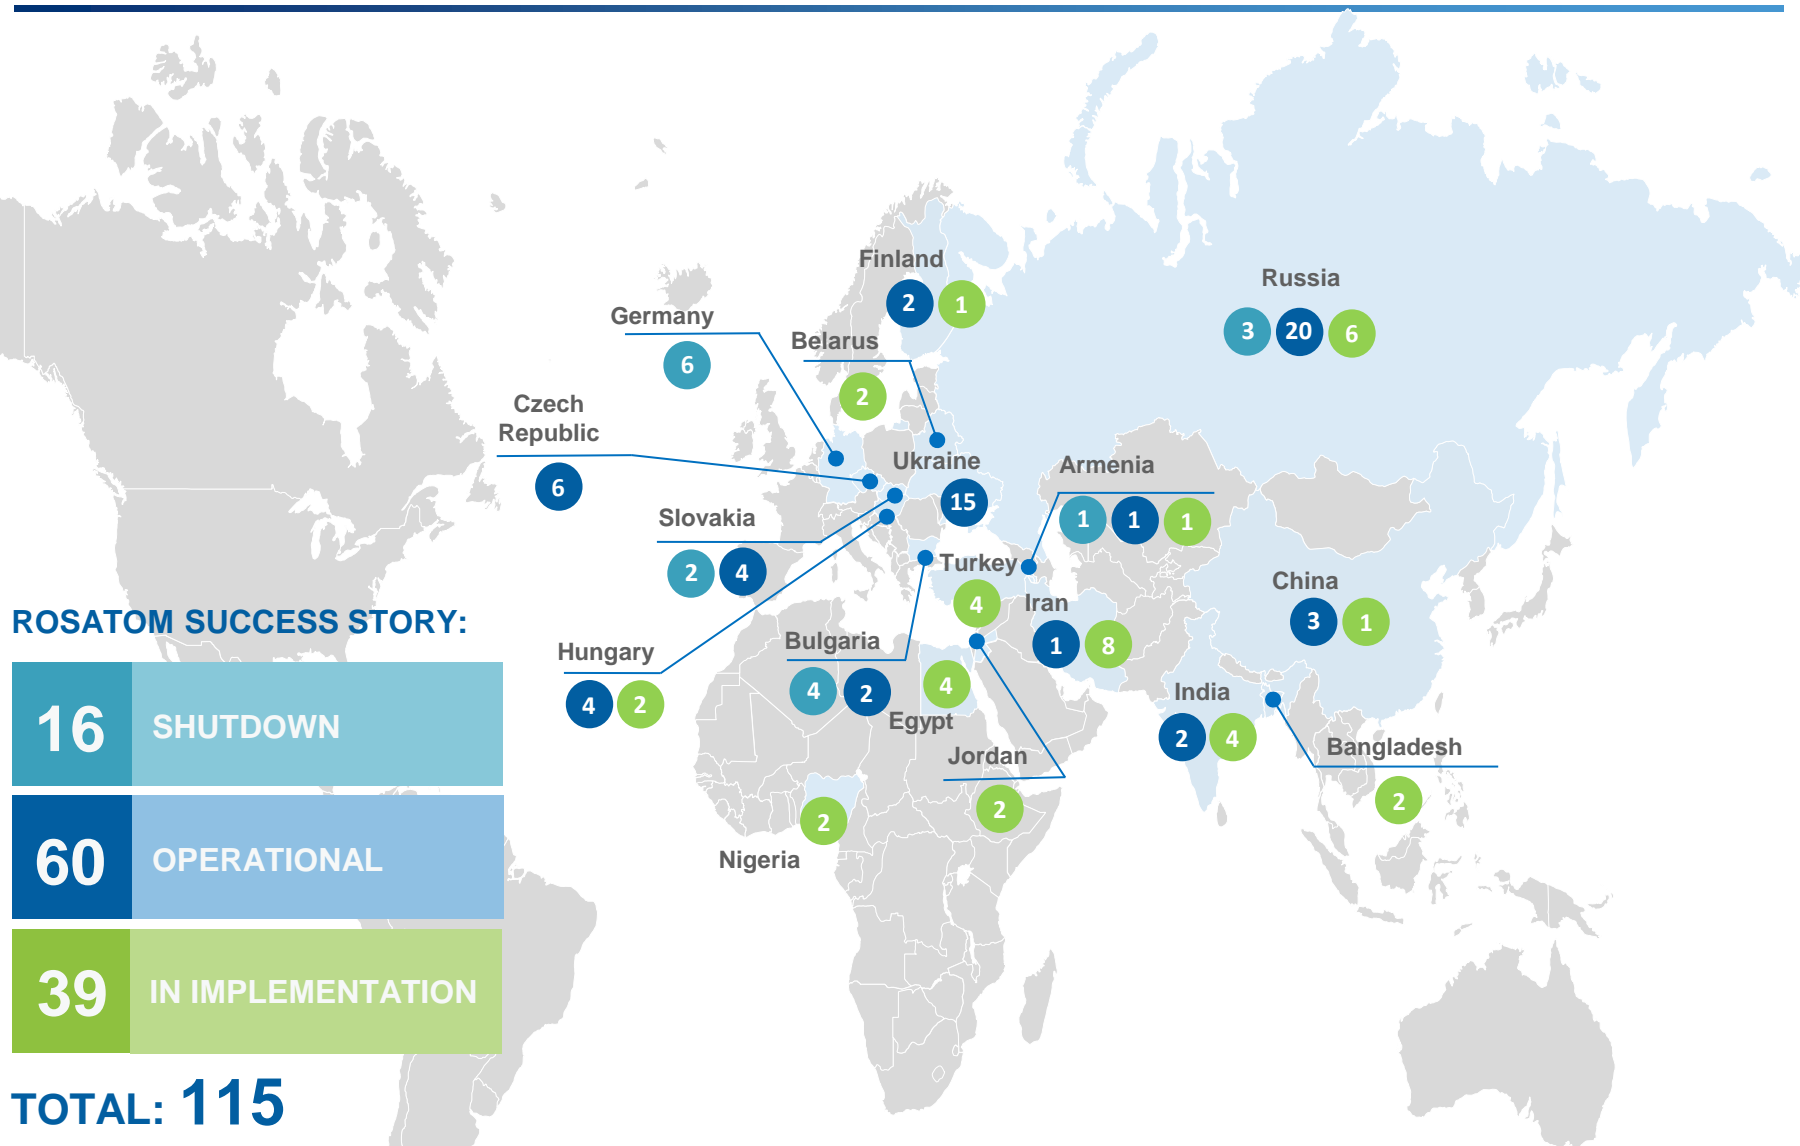 Finland
2 1
Russia
3 20 6
Germany
6
Belarus
2
Czech
Republic
6
Ukraine
15
Armenia
1 1 1
Slovakia
2 4
Turkey
4
Iran
1 8
China
3 1
Hungary
4 2
Bulgaria
4 2
Egypt
4
Jordan
2
India
2 4
Bangladesh
2
Nigeria
2
ROSATOM SUCCESS STORY:
16 SHUTDOWN
60 OPERATIONAL
39 IN IMPLEMENTATION
TOTAL: 115